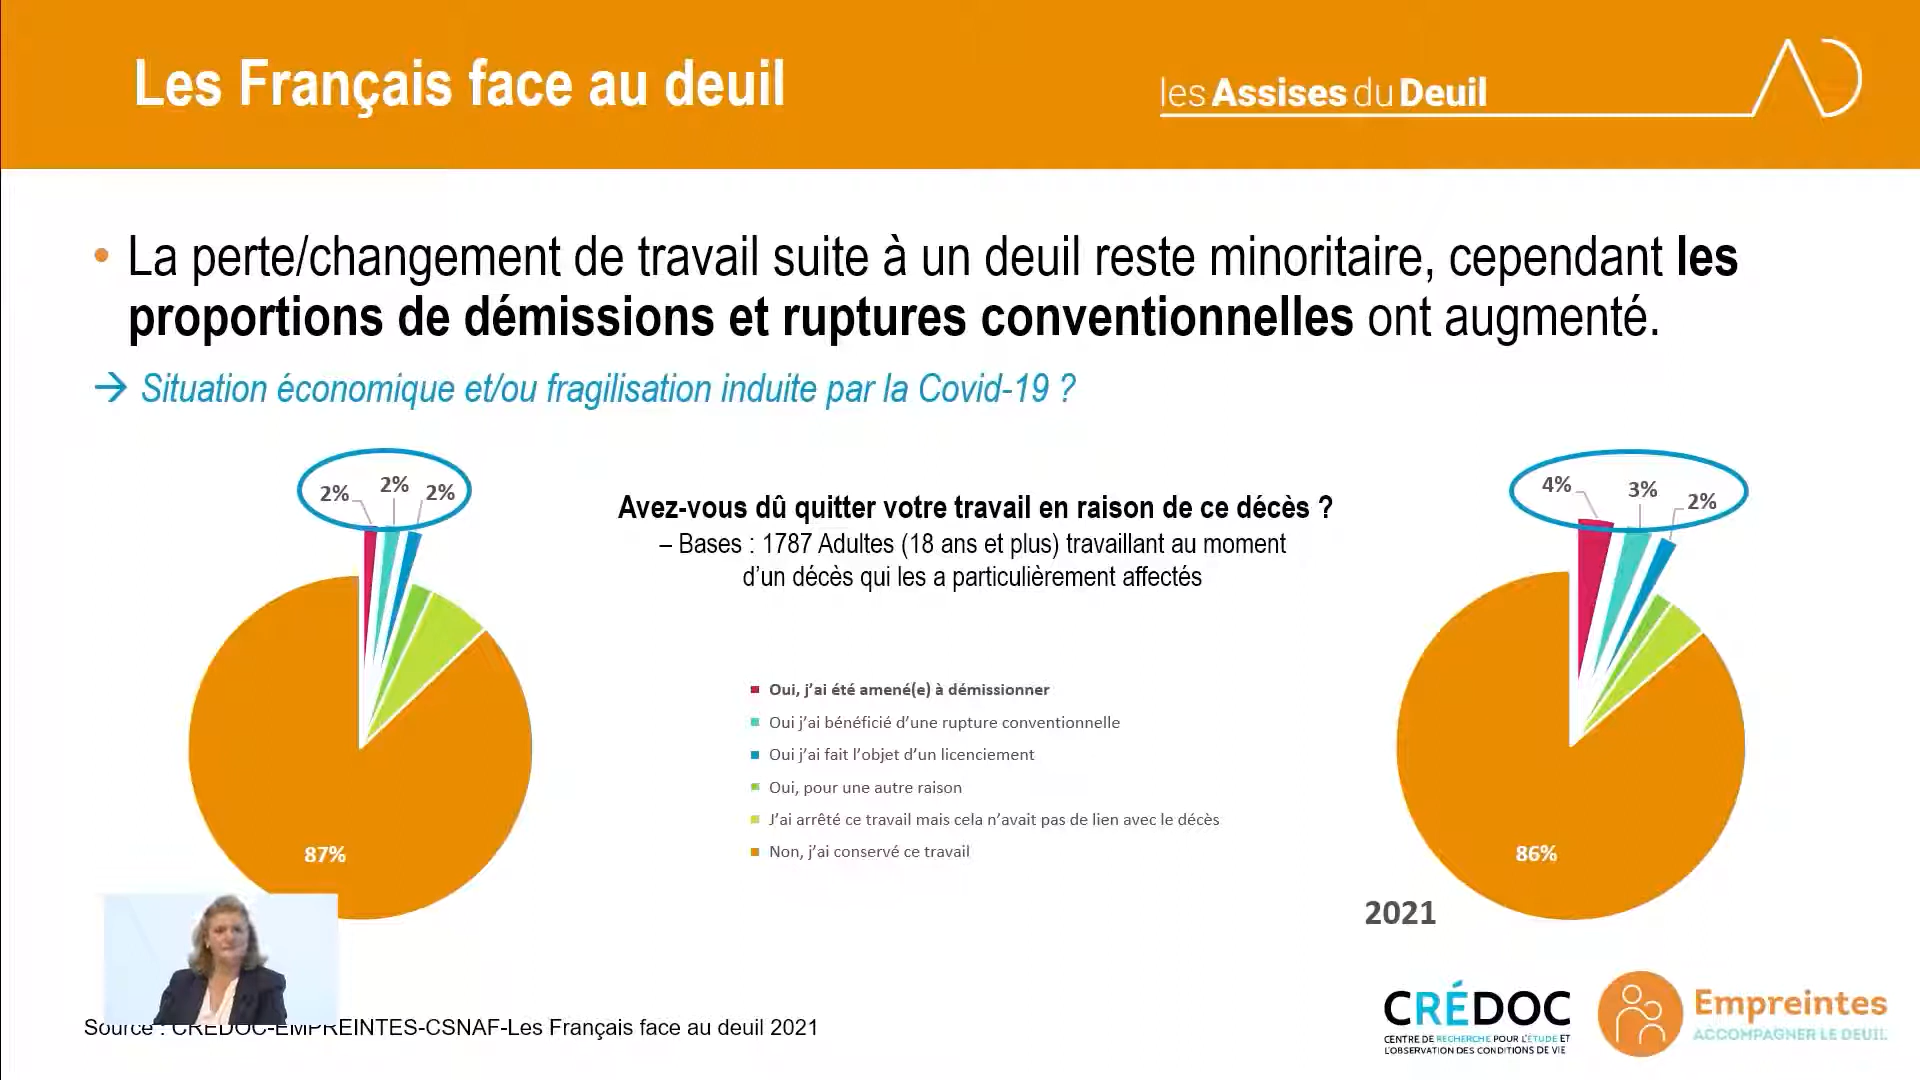 Les Français face au deuil
les Assises du Deuil
• La perte/changement de travail suite à un deuil reste minoritaire, cependant les
proportions de démissions et ruptures conventionnelles ont augmenté.
→ Situation économique et/ou fragilisation induite par la Covid-19 ?
2% 2% 2%
87%
Avez-vous dû quitter votre travail en raison de ce décès ?
– Bases : 1787 Adultes (18 ans et plus) travaillant au moment
d’un décès qui les a particulièrement affectés
Oui, j’ai été amené(e) à démissionner
Oui j’ai bénéficié d’une rupture conventionnelle
Oui j’ai fait l’objet d’un licenciement
Oui, pour une autre raison
J’ai arrêté ce travail mais cela n’avait pas de lien avec le décès
Non, j’ai conservé ce travail
4% 3% 2%
86%
2021
Source : CREDOC-EMPREINTES-CSNAF-Les Français face au deuil 2021
CRÉDOC
CENTRE DE RECHERCHE POUR L'ÉTUDE ET
L'OBSERVATION DES CONDITIONS DE VIE
Empreintes
ACCOMPAGNER LE DEUIL